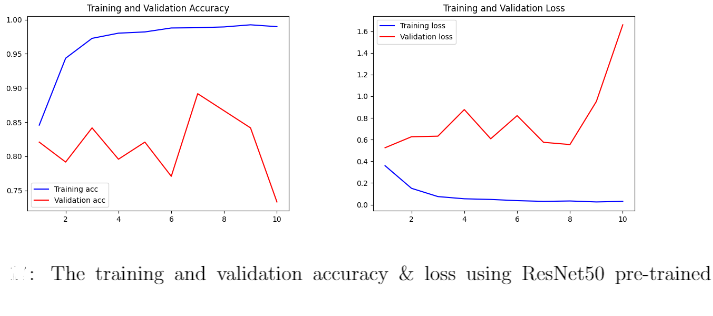 Training and Validation Accuracy
1.00
0.95
0.90
0.85
0.80
0.75
Training acc
Validation acc
2 4 6 8 10
Training and Validation Loss
1.6
1.4
1.2
1.0
0.8
0.6
0.4
0.2
0.0
Training loss
Validation loss
2 4 6 8 10
: The training and validation accuracy & loss using ResNet50 pre-trained